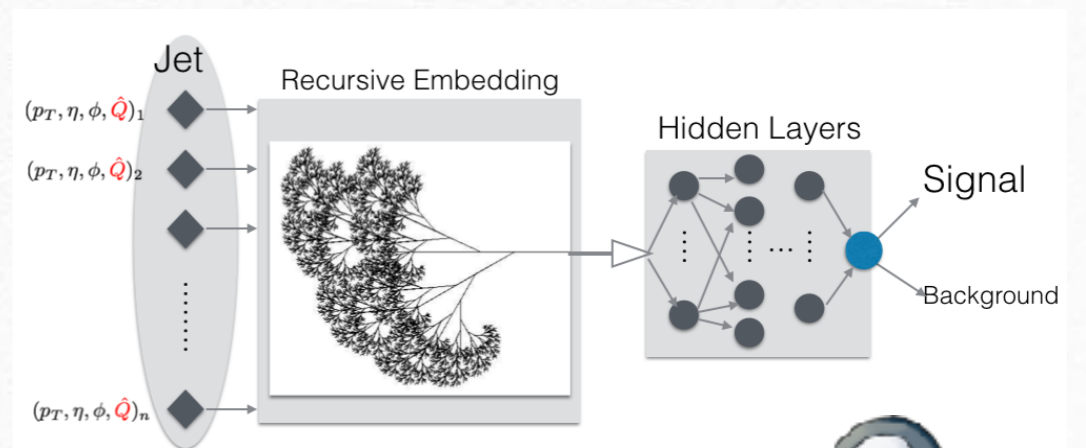 Jet
Recursive Embedding
(p_T, η, ϕ, Q̂)_1
Hidden Layers
(p_T, η, ϕ, Q̂)_2
Signal
Background
(p_T, η, ϕ, Q̂)_n